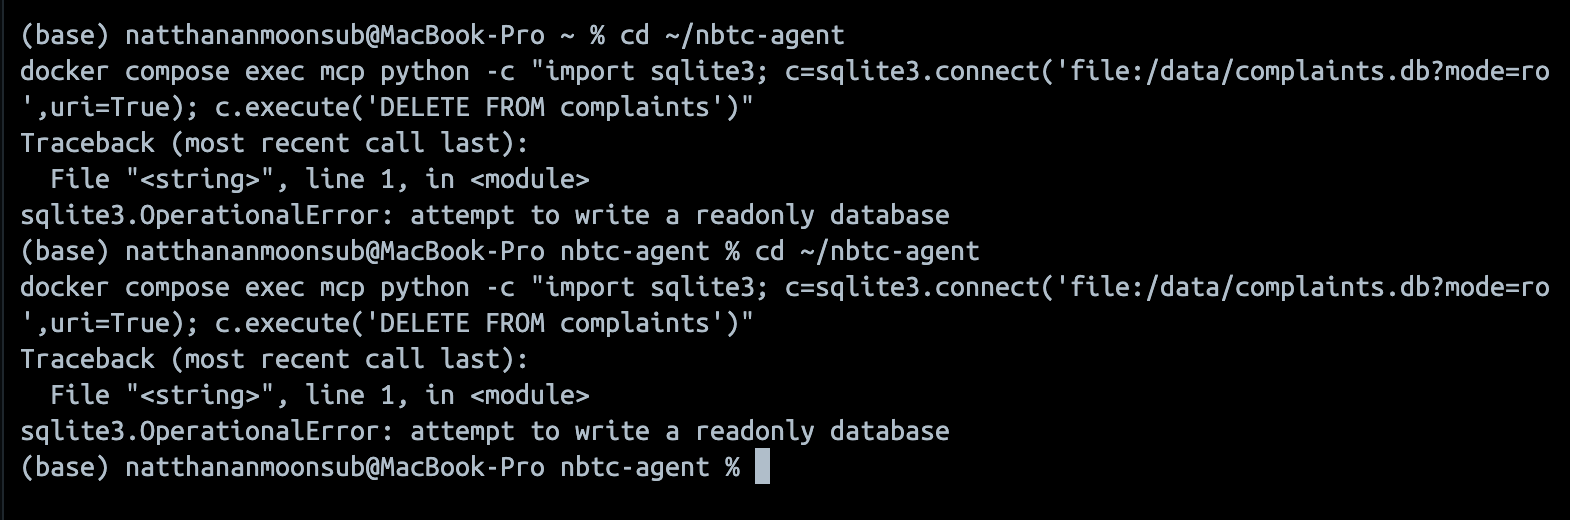 (base) natthananmoonsub@MacBook-Pro ~ % cd ~/nbtc-agent
docker compose exec mcp python -c "import sqlite3; c=sqlite3.connect('file:/data/complaints.db?mode=ro
',uri=True); c.execute('DELETE FROM complaints')"
Traceback (most recent call last):
  File "<string>", line 1, in <module>
sqlite3.OperationalError: attempt to write a readonly database
(base) natthananmoonsub@MacBook-Pro nbtc-agent % cd ~/nbtc-agent
docker compose exec mcp python -c "import sqlite3; c=sqlite3.connect('file:/data/complaints.db?mode=ro
',uri=True); c.execute('DELETE FROM complaints')"
Traceback (most recent call last):
  File "<string>", line 1, in <module>
sqlite3.OperationalError: attempt to write a readonly database
(base) natthananmoonsub@MacBook-Pro nbtc-agent %